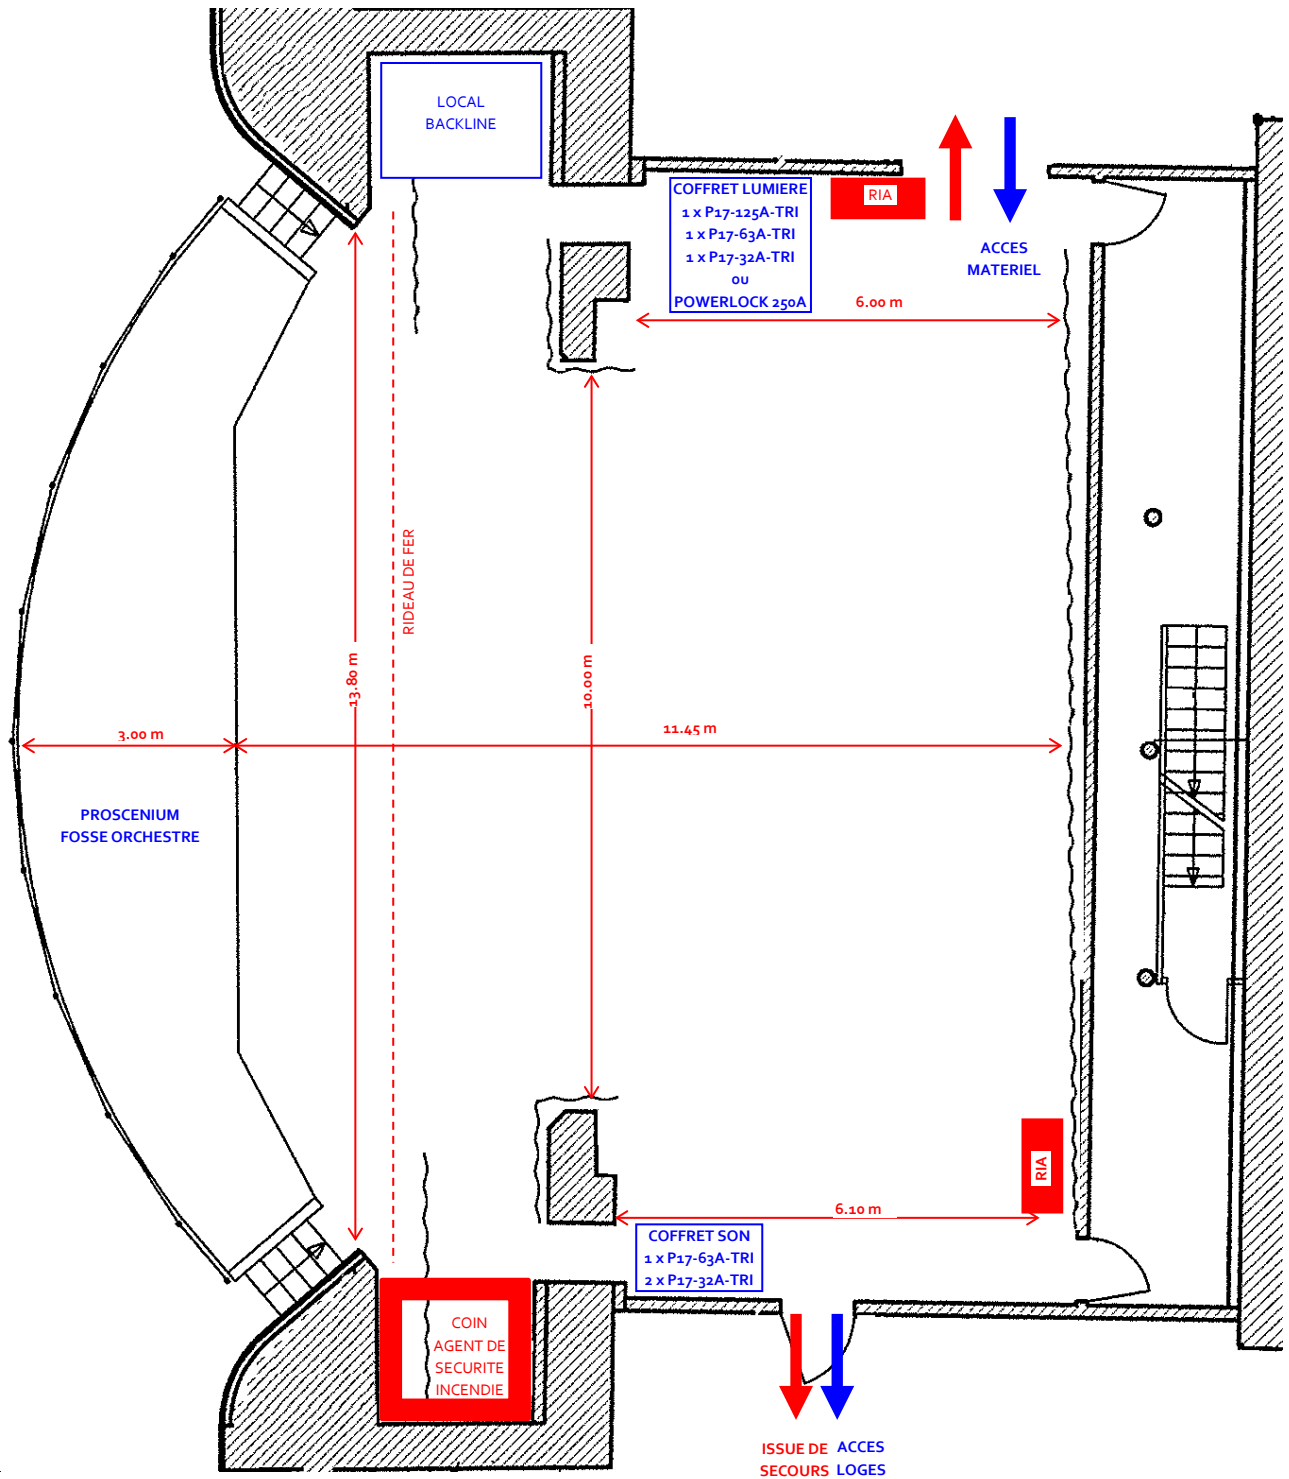 LOCAL
BACKLINE
COFFRET LUMIERE
1 x P17-125A-TRI
1 x P17-63A-TRI
1 x P17-32A-TRI
ou
POWERLOCK 250A
RIA
ACCES
MATERIEL
6.00 m
RIDEAU DE FER
13.80 m
10.00 m
3.00 m
11.45 m
PROSCENIUM
FOSSE ORCHESTRE
RIA
6.10 m
COFFRET SON
1 x P17-63A-TRI
2 x P17-32A-TRI
COIN
AGENT DE
SECURITE
INCENDIE
ISSUE DE
SECOURS
ACCES
LOGES